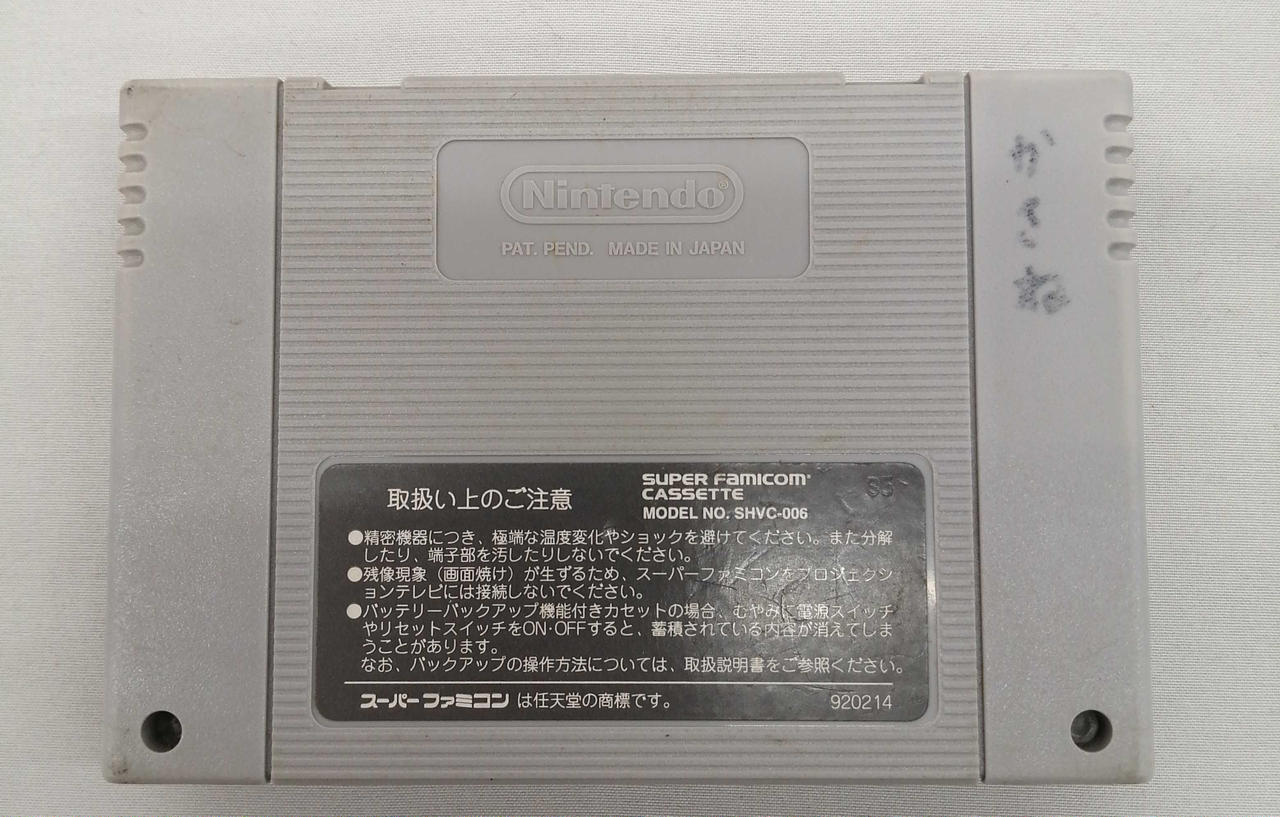 Nintendo®
PAT. PEND. MADE IN JAPAN
かさね
取扱い上のご注意
SUPER FAMICOM
CASSETTE
MODEL NO. SHVC-006
35
●精密機器につき、極端な温度変化やショックを避けてください。また分解
したり、端子部を汚したりしないでください。
●残像現象（画面焼け）が生ずるため、スーパーファミコンをプロジェクシ
ョンテレビには接続しないでください。
●バッテリーバックアップ機能付きカセットの場合、むやみに電源スイッチ
やリセットスイッチをON･OFFすると、蓄積されている内容が消えてしま
うことがあります。
なお、バックアップの操作方法については、取扱説明書をご参照ください。
スーパーファミコン は任天堂の商標です。
920214